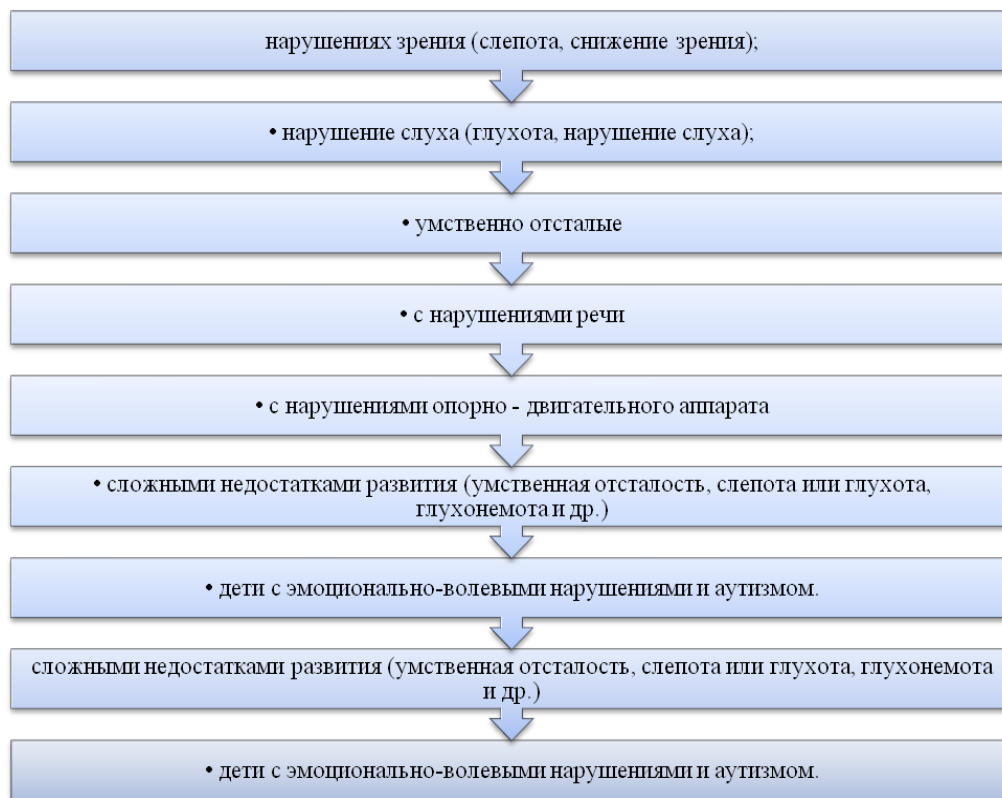 нарушениях зрения (слепота, снижение зрения);
• нарушение слуха (глухота, нарушение слуха);
• умственно отсталые
• с нарушениями речи
• с нарушениями опорно - двигательного аппарата
• сложными недостатками развития (умственная отсталость, слепота или глухота,
глухонемота и др.)
• дети с эмоционально-волевыми нарушениями и аутизмом.
сложными недостатками развития (умственная отсталость, слепота или глухота, глухонемота
и др.)
• дети с эмоционально-волевыми нарушениями и аутизмом.